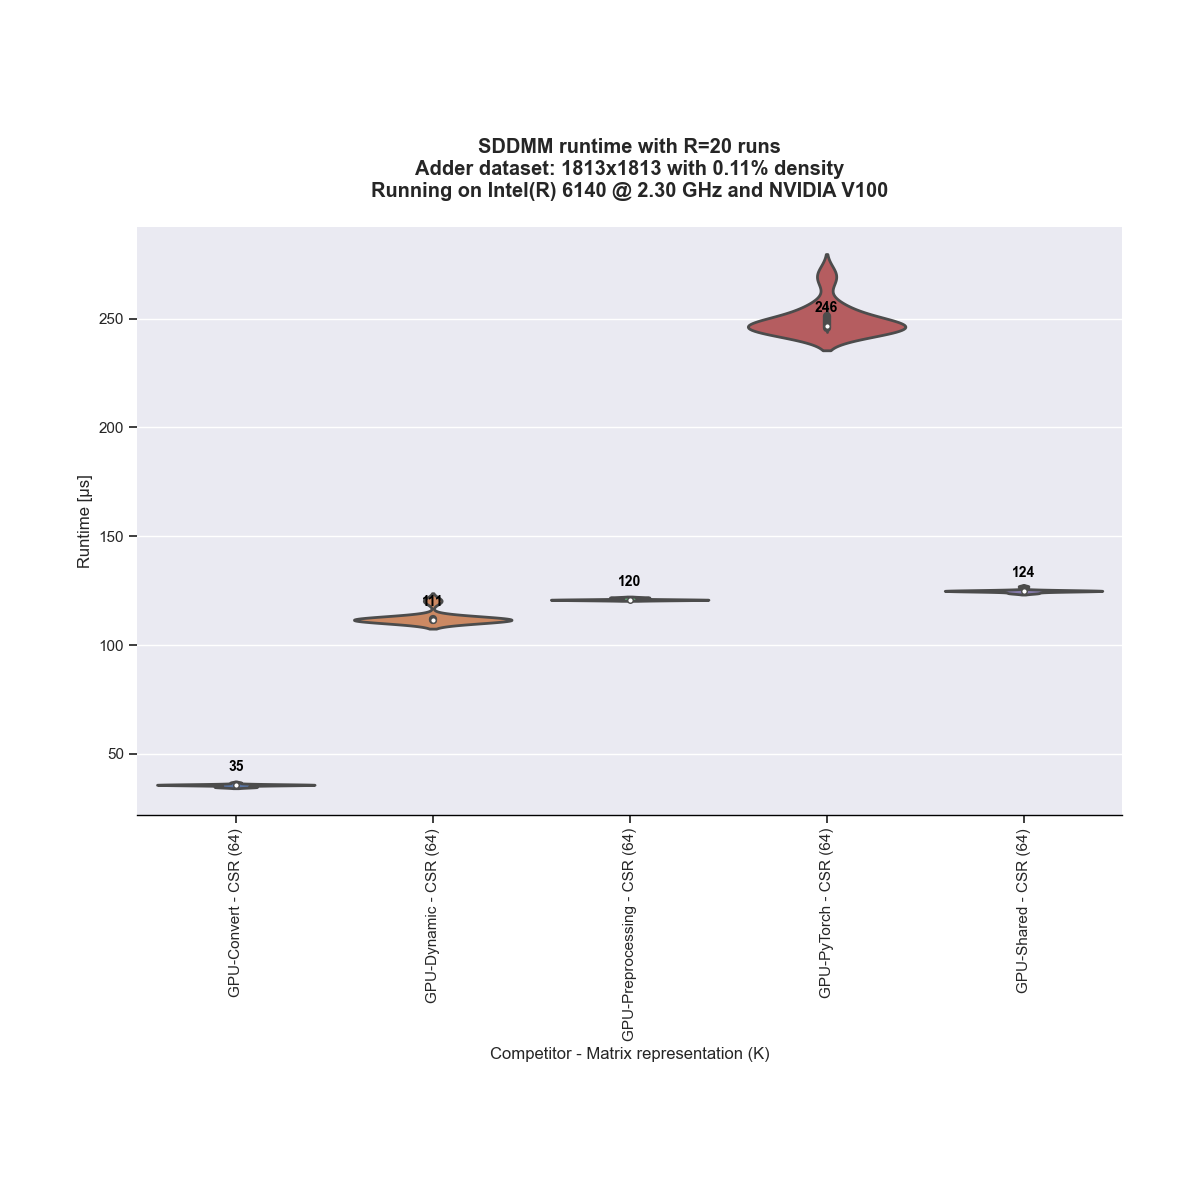 SDDMM runtime with R=20 runs
Adder dataset: 1813x1813 with 0.11% density
Running on Intel(R) 6140 @ 2.30 GHz and NVIDIA V100
Runtime [µs]
250
200
150
100
50
35
111
120
246
124
GPU-Convert - CSR (64)
GPU-Dynamic - CSR (64)
GPU-Preprocessing - CSR (64)
GPU-PyTorch - CSR (64)
GPU-Shared - CSR (64)
Competitor - Matrix representation (K)